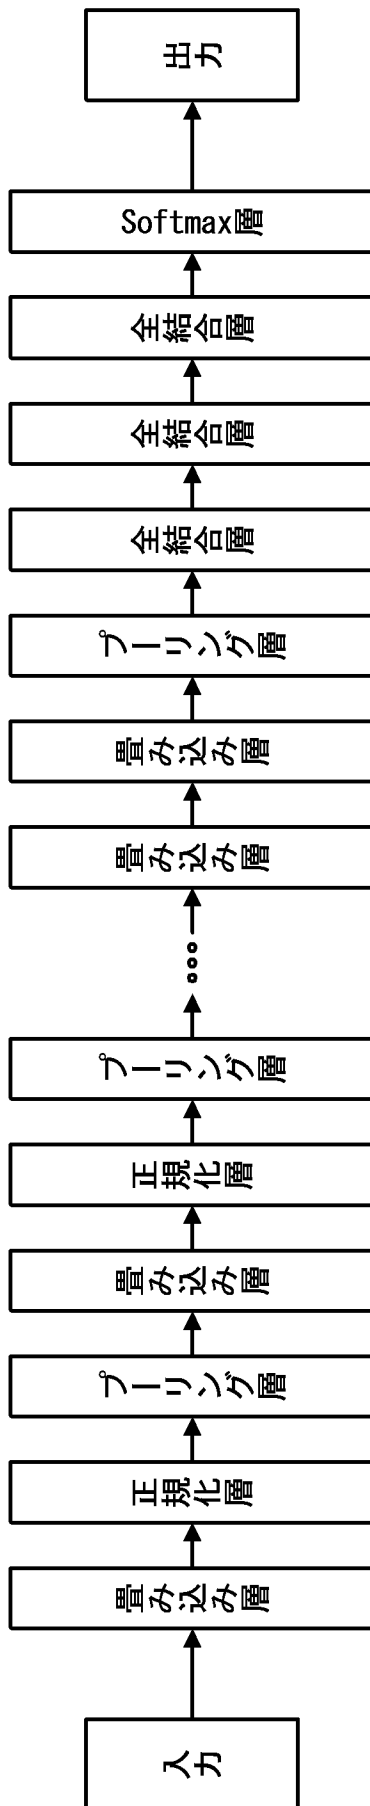 出力
Softmax層
全結合層
全結合層
全結合層
プーリング層
畳み込み層
畳み込み層
プーリング層
正規化層
畳み込み層
プーリング層
正規化層
畳み込み層
入力